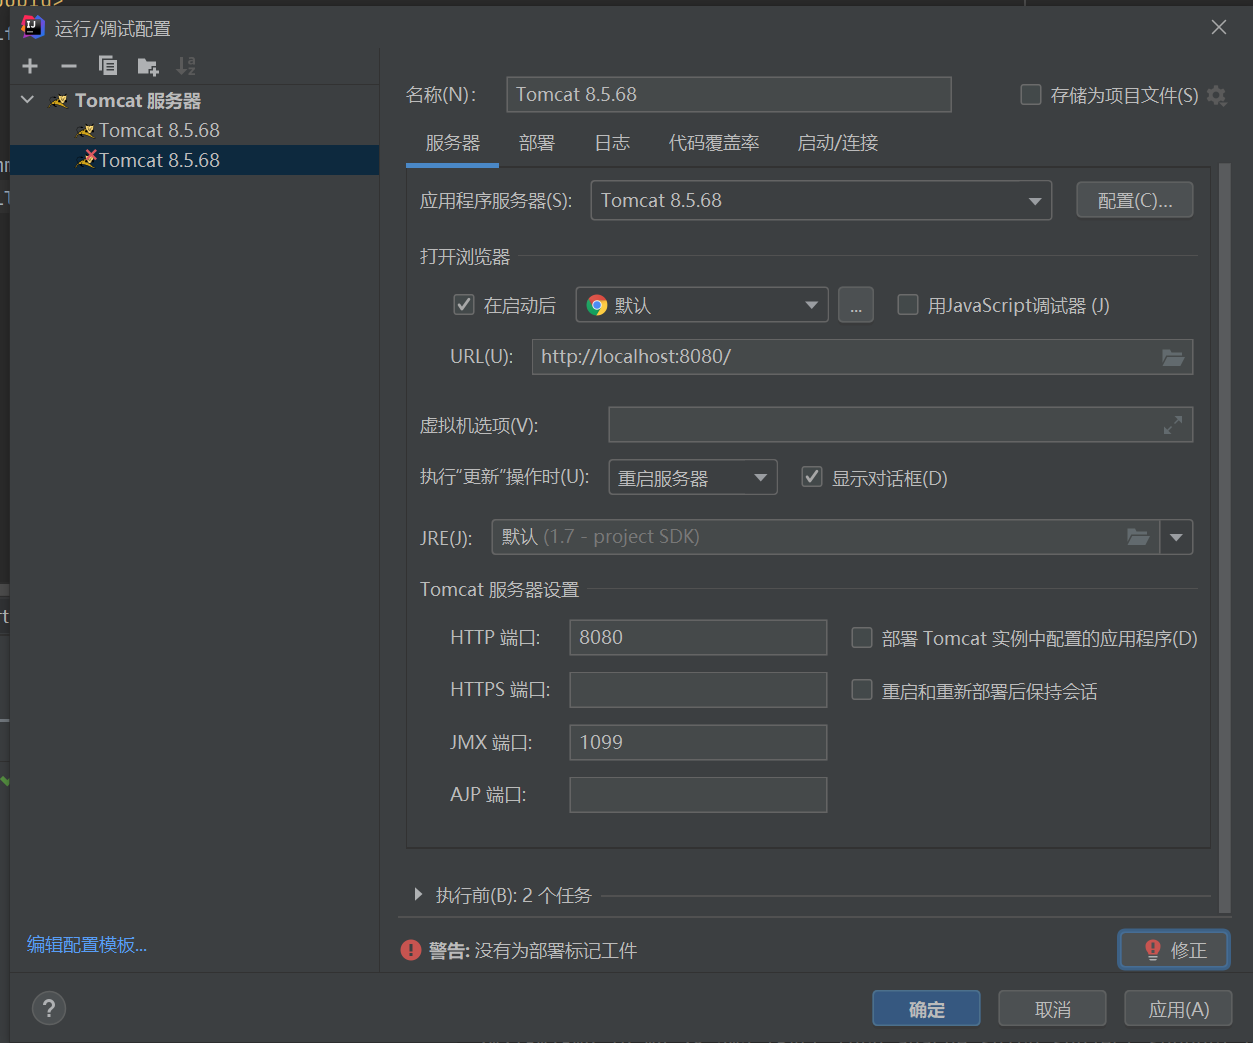 运行/调试配置
Tomcat 服务器
Tomcat 8.5.68
Tomcat 8.5.68
编辑配置模板...
名称(N):
Tomcat 8.5.68
存储为项目文件(S)
服务器 部署 日志 代码覆盖率 启动/连接
应用程序服务器(S): Tomcat 8.5.68 配置(C)...
打开浏览器
在启动后 默认 ... 用JavaScript调试器 (J)
URL(U): http://localhost:8080/
虚拟机选项(V):
执行“更新”操作时(U): 重启服务器 显示对话框(D)
JRE(J): 默认 (1.7 - project SDK)
Tomcat 服务器设置
HTTP 端口: 8080 部署 Tomcat 实例中配置的应用程序(D)
HTTPS 端口: 重启和重新部署后保持会话
JMX 端口: 1099
AJP 端口:
执行前(B): 2 个任务
警告: 没有为部署标记工件 修正
? 确定 取消 应用(A)